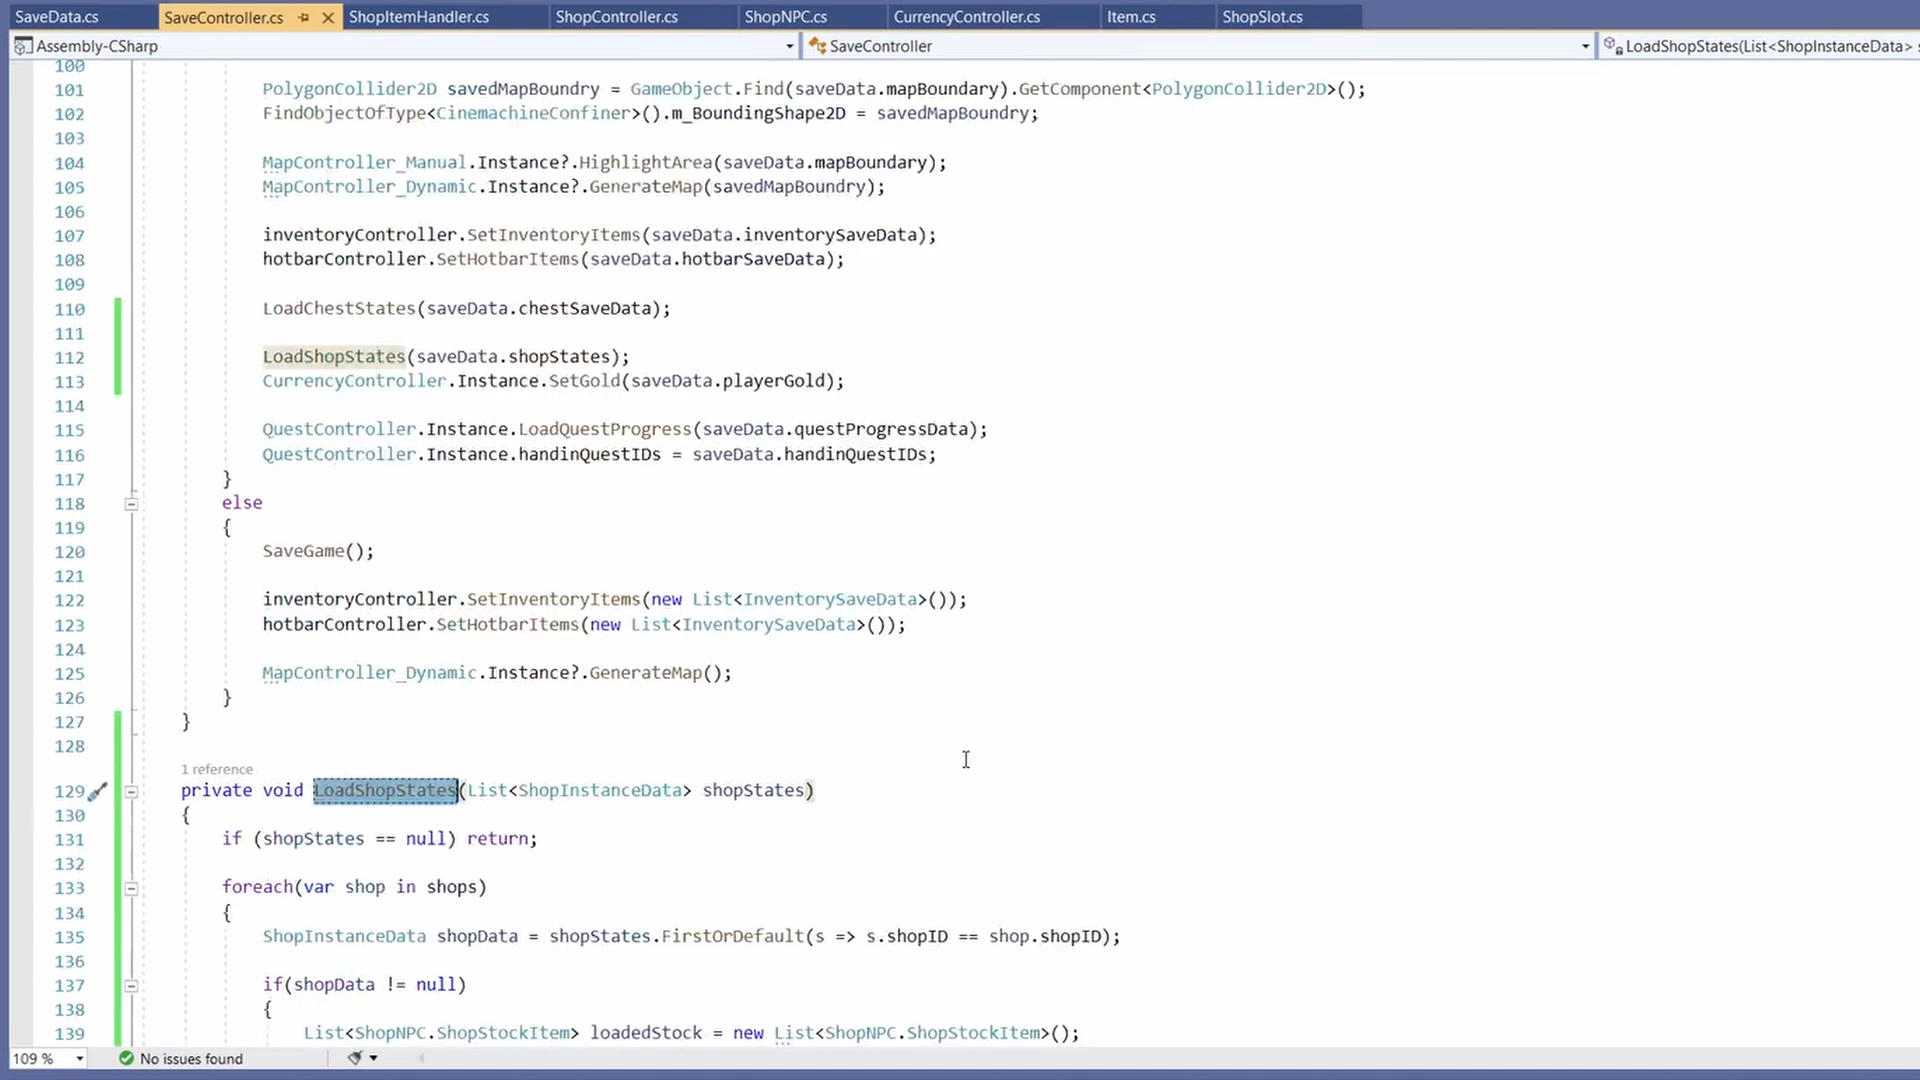 SaveData.cs SaveController.cs ShopItemHandler.cs ShopController.cs ShopNPC.cs CurrencyController.cs Item.cs ShopSlot.cs
Assembly-CSharp SaveController LoadShopStates(List<ShopInstanceData> s
100
101 PolygonCollider2D savedMapBoundry = GameObject.Find(saveData.mapBoundary).GetComponent<PolygonCollider2D>();
102 FindObjectOfType<CinemachineConfiner>().m_BoundingShape2D = savedMapBoundry;
103
104 MapController_Manual.Instance?.HighlightArea(saveData.mapBoundary);
105 MapController_Dynamic.Instance?.GenerateMap(savedMapBoundry);
106
107 inventoryController.SetInventoryItems(saveData.inventorySaveData);
108 hotbarController.SetHotbarItems(saveData.hotbarSaveData);
109
110 LoadChestStates(saveData.chestSaveData);
111
112 LoadShopStates(saveData.shopStates);
113 CurrencyController.Instance.SetGold(saveData.playerGold);
114
115 QuestController.Instance.LoadQuestProgress(saveData.questProgressData);
116 QuestController.Instance.handinQuestIDs = saveData.handinQuestIDs;
117 }
118 else
119 {
120 SaveGame();
121
122 inventoryController.SetInventoryItems(new List<InventorySaveData>());
123 hotbarController.SetHotbarItems(new List<InventorySaveData>());
124
125 MapController_Dynamic.Instance?.GenerateMap();
126 }
127 }
128
1 reference
129 private void LoadShopStates(List<ShopInstanceData> shopStates)
130 {
131 if (shopStates == null) return;
132
133 foreach(var shop in shops)
134 {
135 ShopInstanceData shopData = shopStates.FirstOrDefault(s => s.shopID == shop.shopID);
136
137 if(shopData != null)
138 {
139 List<ShopNPC.ShopStockItem> loadedStock = new List<ShopNPC.ShopStockItem>();
109 % No issues found